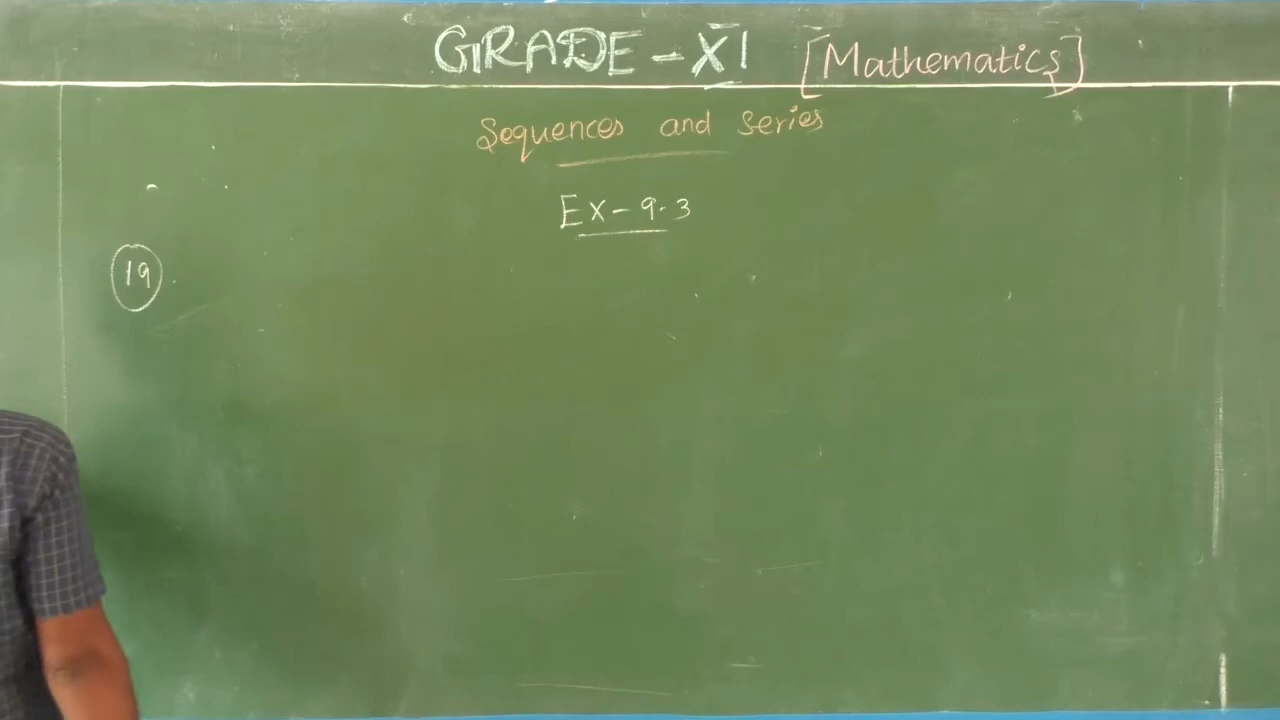 GRADE - XI [Mathematics]
Sequences and series
Ex - 9.3
19